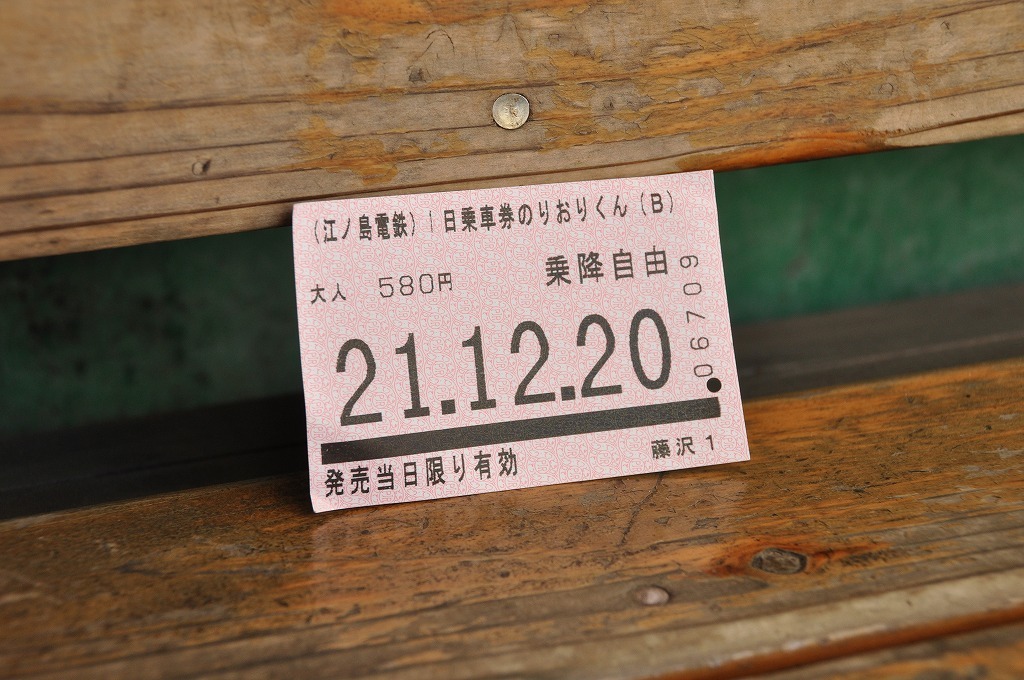 (江ノ島電鉄)1日乗車券のりおりくん(B)
大人 580円 乗降自由
21.12.20
06709
発売当日限り有効 藤沢1